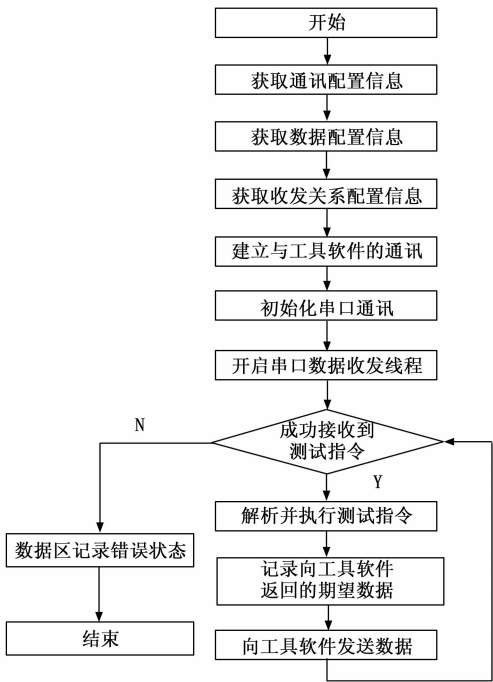 开始
获取通讯配置信息
获取数据配置信息
获取收发关系配置信息
建立与工具软件的通讯
初始化串口通讯
开启串口数据收发线程
成功接收到
测试指令
N
Y
解析并执行测试指令
数据区记录错误状态
记录向工具软件
返回的期望数据
结束
向工具软件发送数据